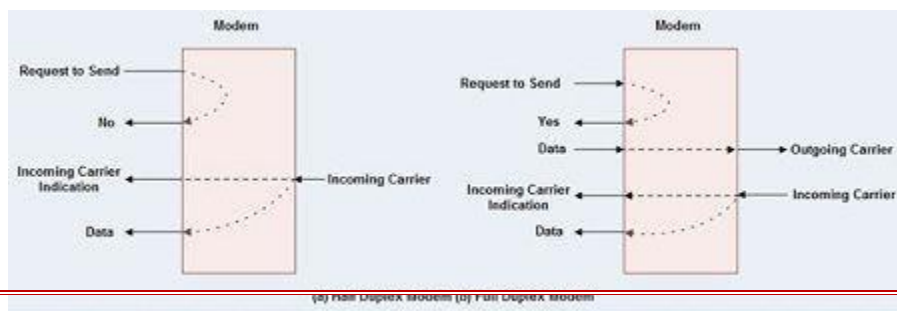 Modem
Request to Send
No
Incoming Carrier
Indication
Incoming Carrier
Data
Modem
Request to Send
Yes
Data
Outgoing Carrier
Incoming Carrier
Indication
Incoming Carrier
Data
(a) Half Duplex Modem (b) Full Duplex Modem